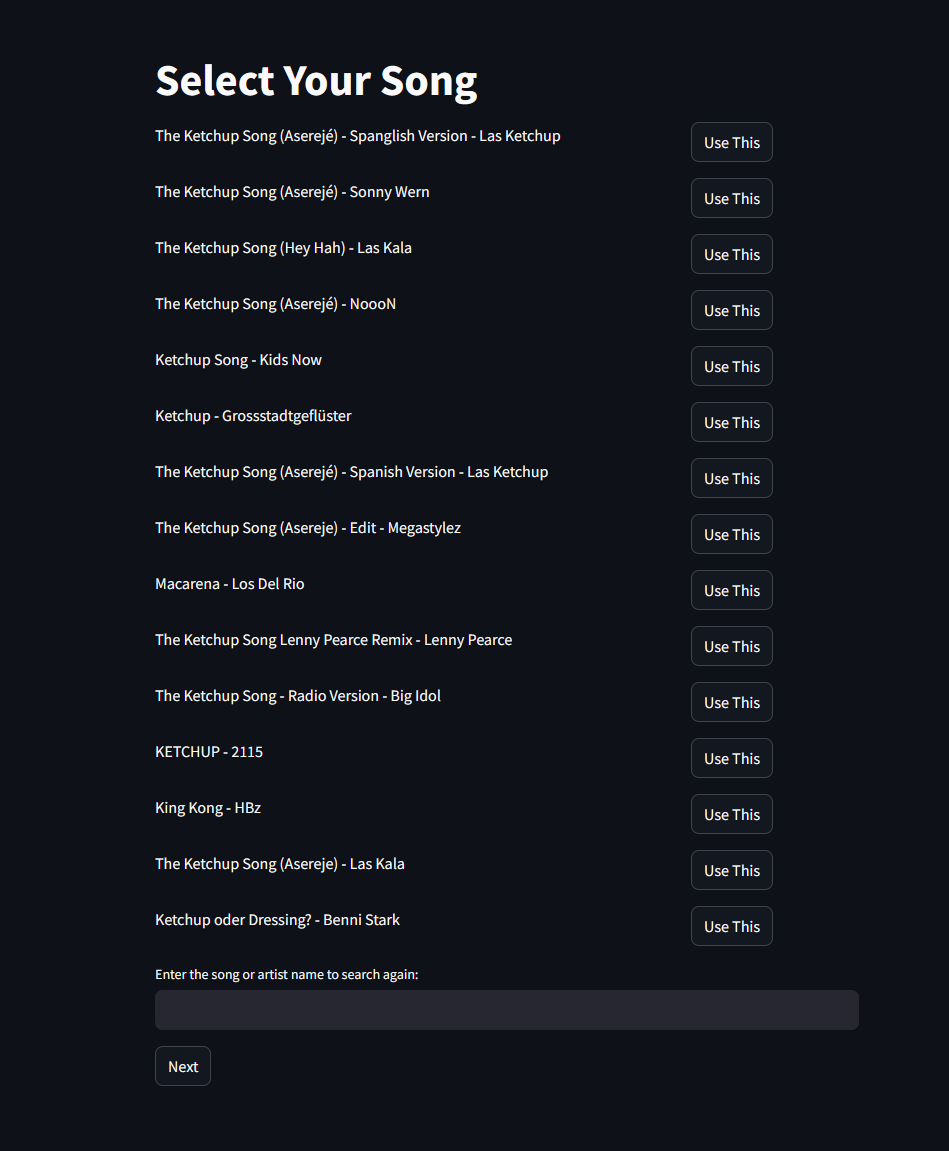 Select Your Song
The Ketchup Song (Aserejé) - Spanglish Version - Las Ketchup
Use This
The Ketchup Song (Aserejé) - Sonny Wern
Use This
The Ketchup Song (Hey Hah) - Las Kala
Use This
The Ketchup Song (Aserejé) - NoooN
Use This
Ketchup Song - Kids Now
Use This
Ketchup - Grossstadtgeflüster
Use This
The Ketchup Song (Aserejé) - Spanish Version - Las Ketchup
Use This
The Ketchup Song (Asereje) - Edit - Megastylez
Use This
Macarena - Los Del Rio
Use This
The Ketchup Song Lenny Pearce Remix - Lenny Pearce
Use This
The Ketchup Song - Radio Version - Big Idol
Use This
KETCHUP - 2115
Use This
King Kong - HBz
Use This
The Ketchup Song (Asereje) - Las Kala
Use This
Ketchup oder Dressing? - Benni Stark
Use This
Enter the song or artist name to search again:
Next